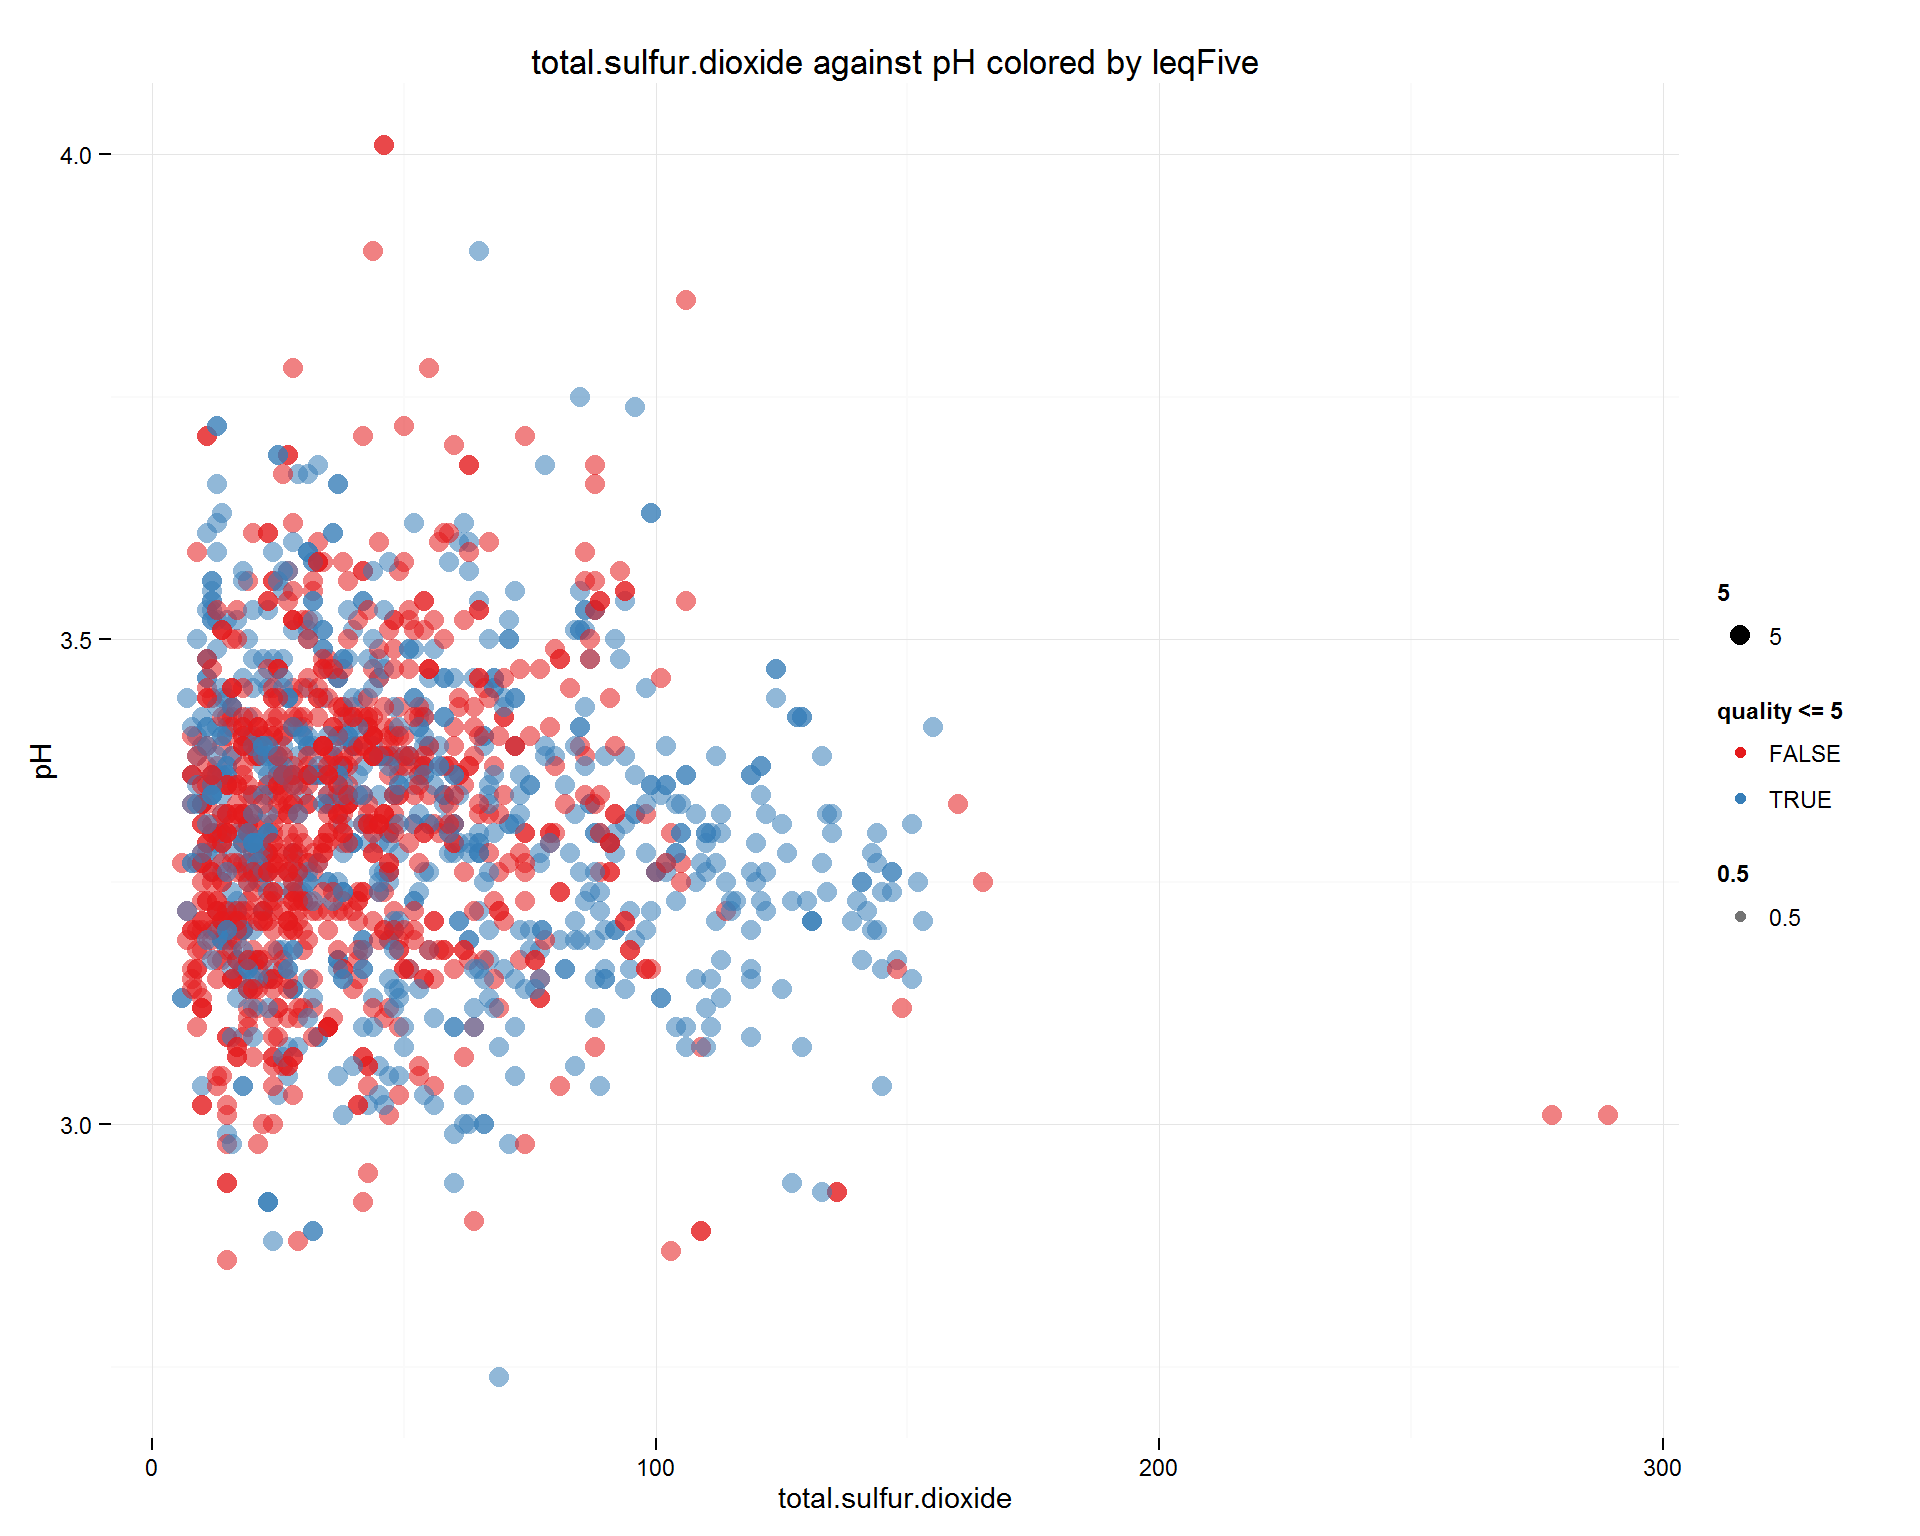 total.sulfur.dioxide against pH colored by leqFive
4.0
3.5
3.0
pH
0
100
200
300
total.sulfur.dioxide
5
5
quality <= 5
FALSE
TRUE
0.5
0.5